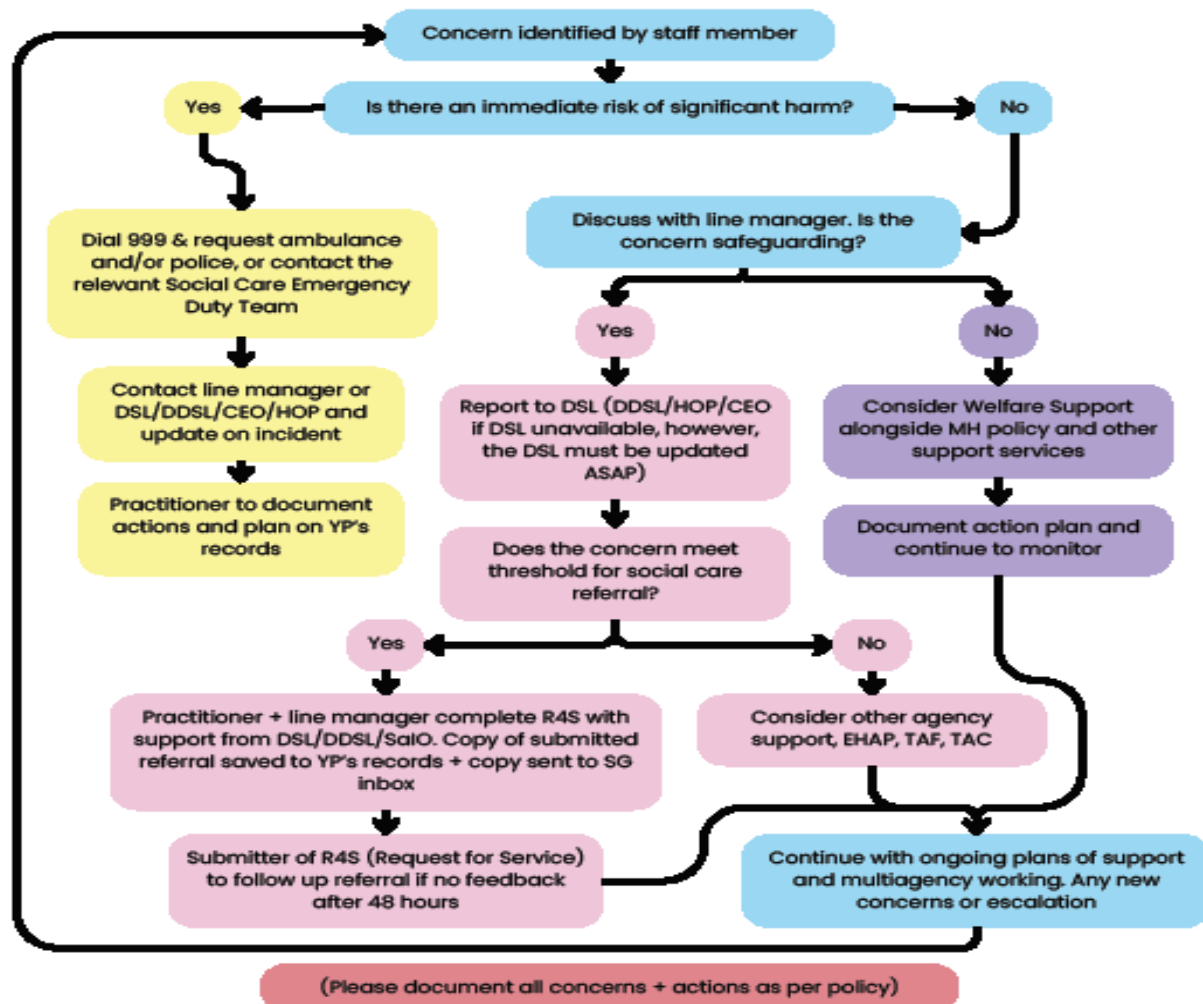 Concern identified by staff member
Is there an immediate risk of significant harm?
Yes
No
Dial 999 & request ambulance
and/or police, or contact the
relevant Social Care Emergency
Duty Team
Contact line manager or
DSL/DDSL/CEO/HOP and
update on incident
Practitioner to document
actions and plan on YP's
records
Discuss with line manager. Is the
concern safeguarding?
Yes
No
Report to DSL (DDSL/HOP/CEO
if DSL unavailable, however,
the DSL must be updated
ASAP)
Consider Welfare Support
alongside MH policy and other
support services
Document action plan and
continue to monitor
Does the concern meet
threshold for social care
referral?
Yes
No
Practitioner + line manager complete R4S with
support from DSL/DDSL/SaIO. Copy of submitted
referral saved to YP's records + copy sent to SG
inbox
Consider other agency
support, EHAP, TAF, TAC
Submitter of R4S (Request for Service)
to follow up referral if no feedback
after 48 hours
Continue with ongoing plans of support
and multiagency working. Any new
concerns or escalation
(Please document all concerns + actions as per policy)